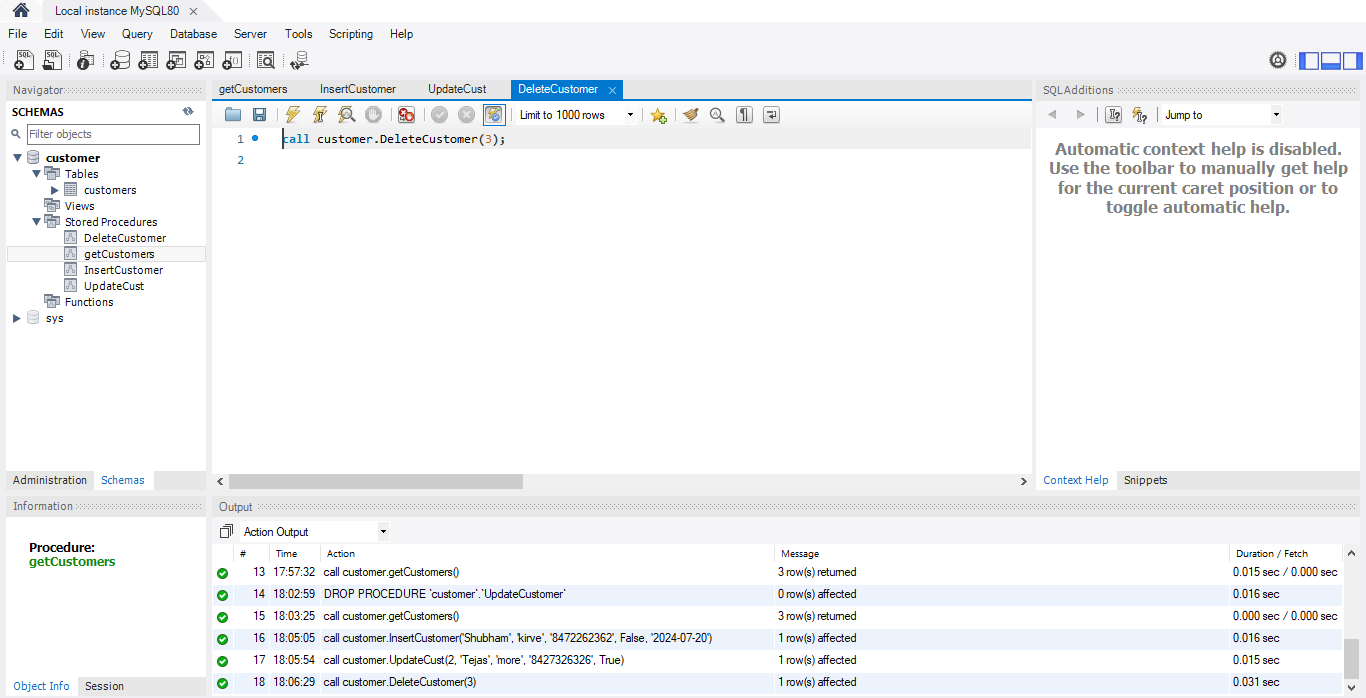 Local instance MySQL80
File Edit View Query Database Server Tools Scripting Help
Navigator
SCHEMAS
Filter objects
customer
Tables
customers
Views
Stored Procedures
DeleteCustomer
getCustomers
InsertCustomer
UpdateCust
Functions
sys
Administration Schemas
Information
Procedure:
getCustomers
Object Info Session
getCustomers InsertCustomer UpdateCust DeleteCustomer
Limit to 1000 rows
1 call customer.DeleteCustomer(3);
2
SQLAdditions
Jump to
Automatic context help is disabled.
Use the toolbar to manually get help
for the current caret position or to
toggle automatic help.
Context Help Snippets
Output
Action Output
# Time Action Message Duration / Fetch
13 17:57:32 call customer.getCustomers() 3 row(s) returned 0.015 sec / 0.000 sec
14 18:02:59 DROP PROCEDURE `customer`.`UpdateCustomer` 0 row(s) affected 0.016 sec
15 18:03:25 call customer.getCustomers() 3 row(s) returned 0.000 sec / 0.000 sec
16 18:05:05 call customer.InsertCustomer('Shubham', 'kirve', '8472262362', False, '2024-07-20') 1 row(s) affected 0.016 sec
17 18:05:54 call customer.UpdateCust(2, 'Tejas', 'more', '8427326326', True) 1 row(s) affected 0.015 sec
18 18:06:29 call customer.DeleteCustomer(3) 1 row(s) affected 0.031 sec